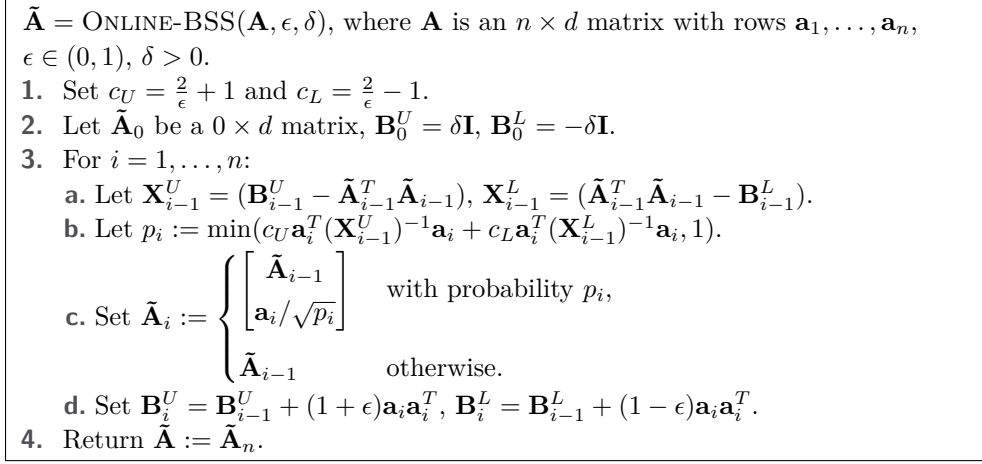 Ã = ONLINE-BSS(A, ϵ, δ), where A is an n × d matrix with rows a₁, . . . , aₙ,
ϵ ∈ (0, 1), δ > 0.
1. Set c_U = 2/ϵ + 1 and c_L = 2/ϵ − 1.
2. Let Ã₀ be a 0 × d matrix, B₀^U = δI, B₀^L = −δI.
3. For i = 1, . . . , n:
a. Let X_{i−1}^U = (B_{i−1}^U − Ã_{i−1}^T Ã_{i−1}), X_{i−1}^L = (Ã_{i−1}^T Ã_{i−1} − B_{i−1}^L).
b. Let p_i := min(c_U a_i^T (X_{i−1}^U)^{−1} a_i + c_L a_i^T (X_{i−1}^L)^{−1} a_i, 1).
c. Set Ã_i := { [Ã_{i−1}; a_i/√p_i] with probability p_i,
Ã_{i−1} otherwise.
d. Set B_i^U = B_{i−1}^U + (1 + ϵ)a_i a_i^T, B_i^L = B_{i−1}^L + (1 − ϵ)a_i a_i^T.
4. Return Ã := Ã_n.